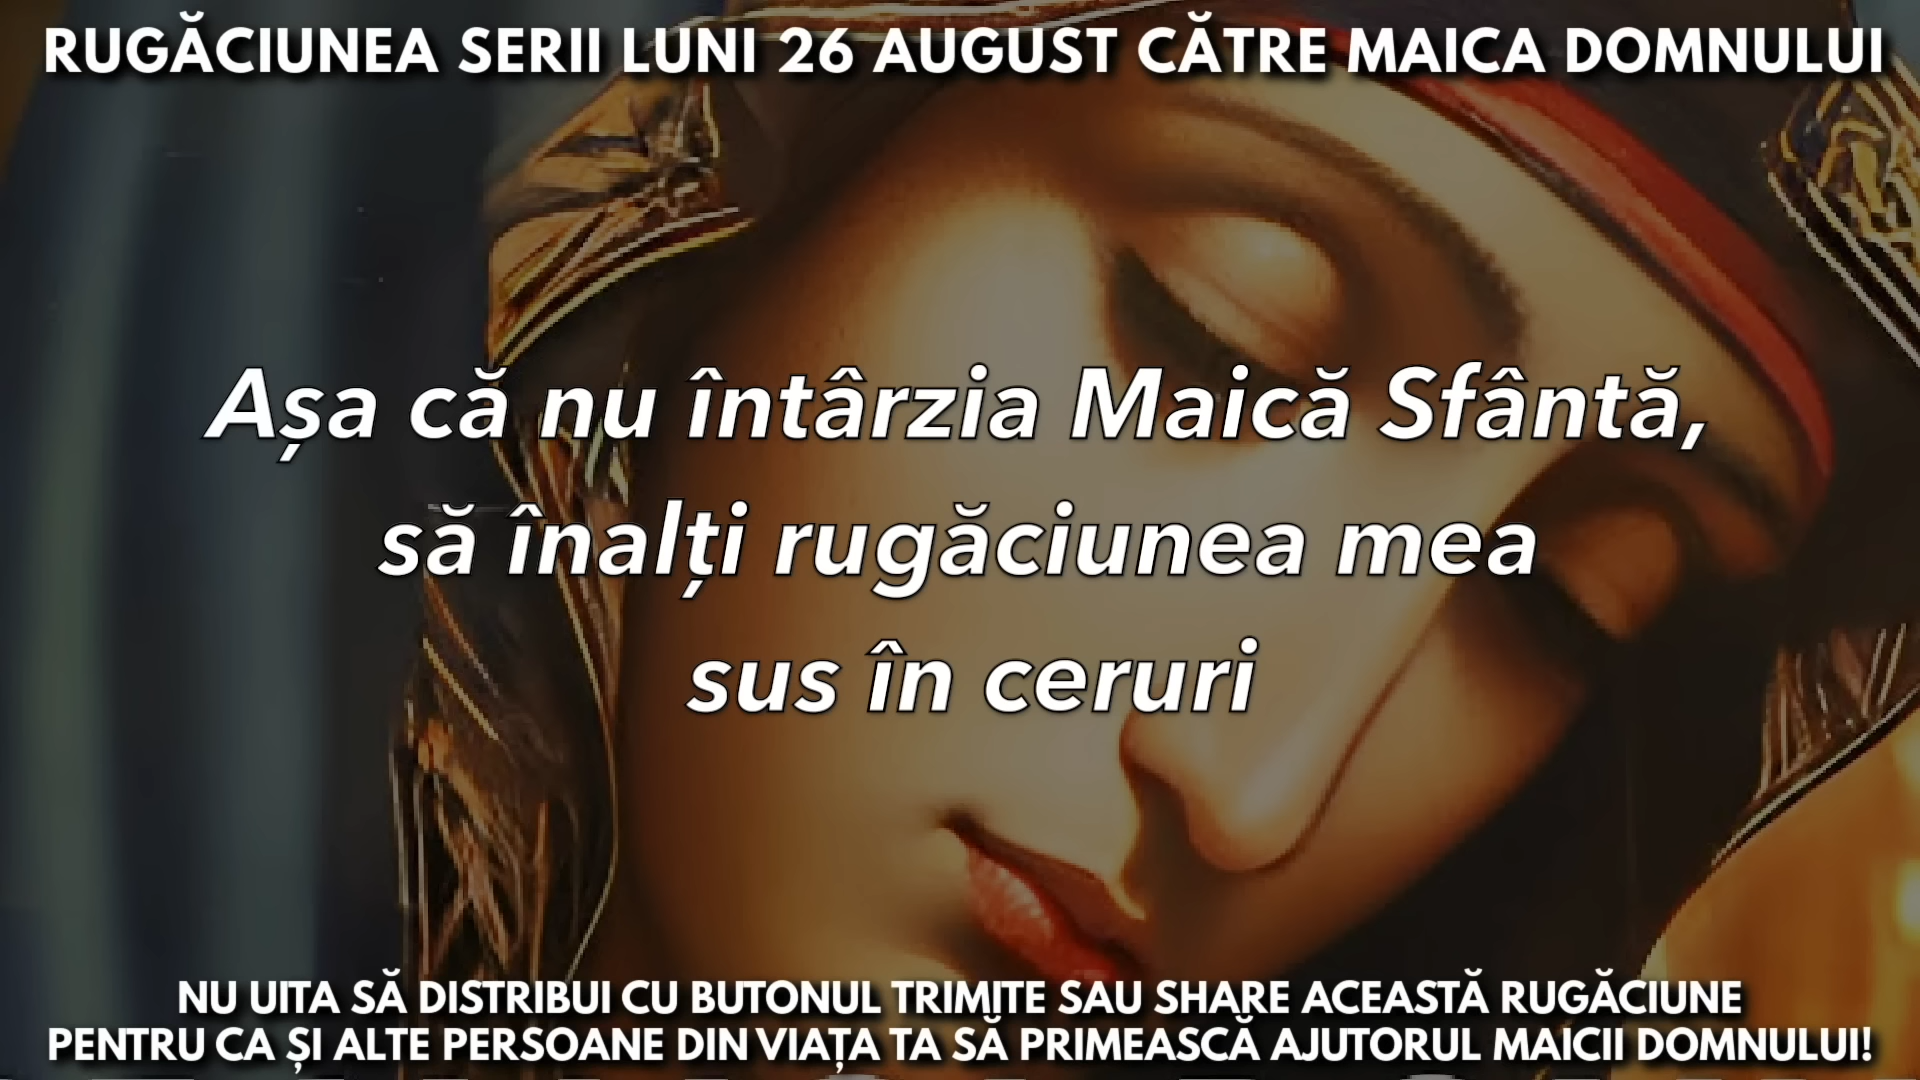 RUGĂCIUNEA SERII LUNI 26 AUGUST CĂTRE MAICA DOMNULUI
Așa că nu întârzia Maică Sfântă,
să înalți rugăciunea mea
sus în ceruri
NU UITA SĂ DISTRIBUI CU BUTONUL TRIMITE SAU SHARE ACEASTĂ RUGĂCIUNE
PENTRU CA ȘI ALTE PERSOANE DIN VIAȚA TA SĂ PRIMEASCĂ AJUTORUL MAICII DOMNULUI!